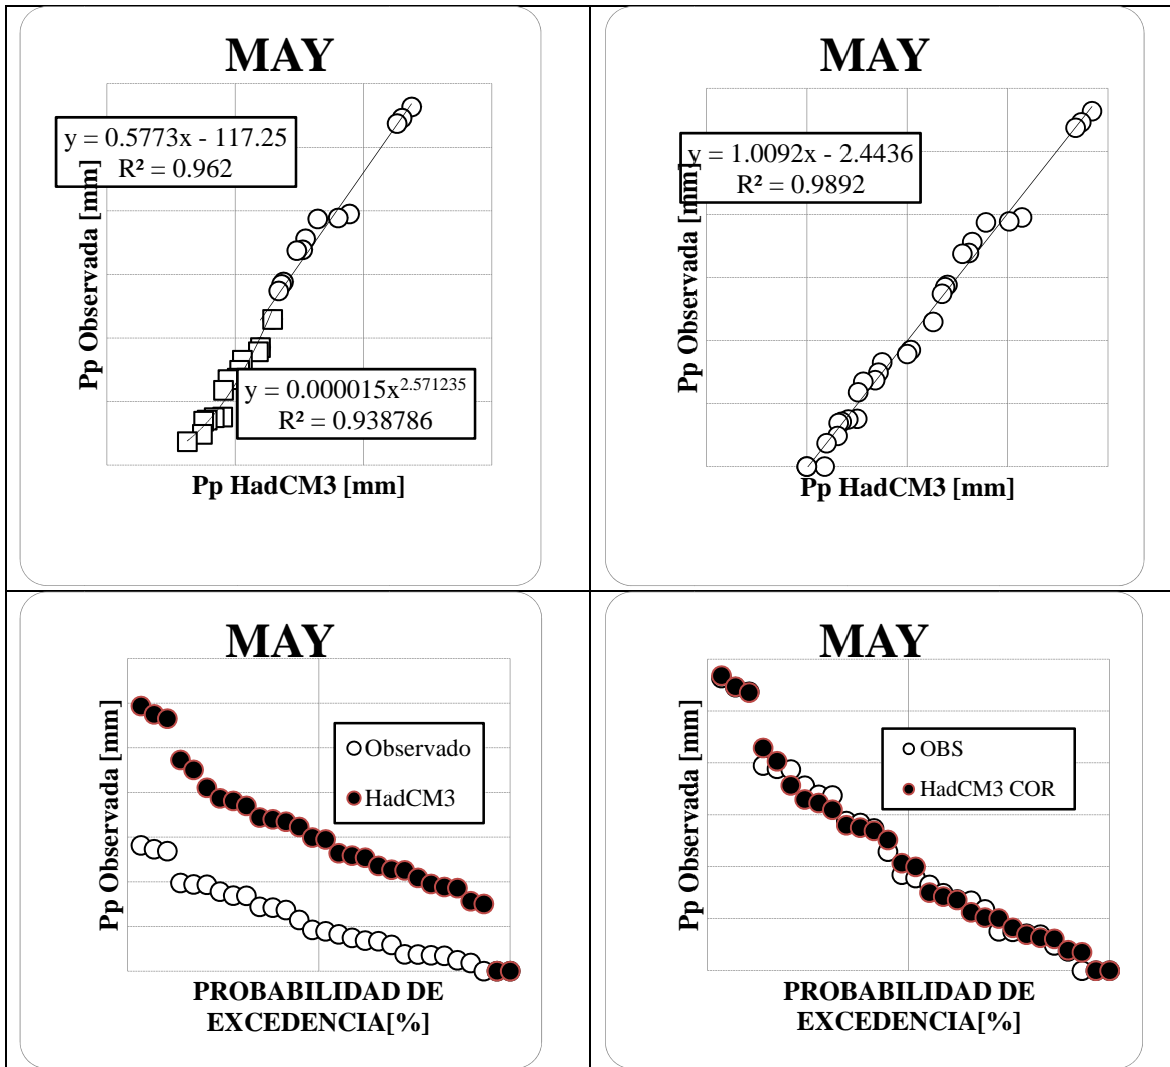 MAY
y = 0.5773x - 117.25
R² = 0.962
Pp Observada [mm]
y = 0.000015x^2.571235
R² = 0.938786
Pp HadCM3 [mm]
MAY
y = 1.0092x - 2.4436
R² = 0.9892
Pp Observada [mm]
Pp HadCM3 [mm]
MAY
Pp Observada [mm]
Observado
HadCM3
PROBABILIDAD DE
EXCEDENCIA[%]
MAY
Pp Observada [mm]
OBS
HadCM3 COR
PROBABILIDAD DE
EXCEDENCIA[%]